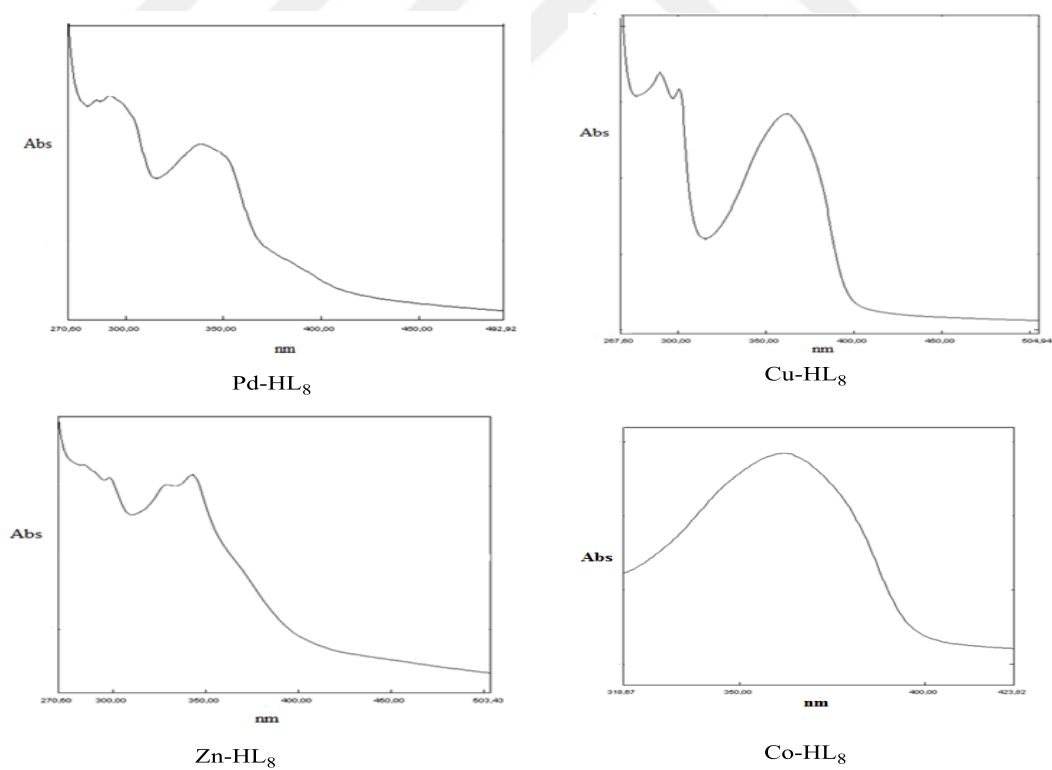 Abs
270,60 300,00 350,00 400,00 450,00 492,92
nm
Pd-HL₈
Abs
267,60 300,00 350,00 400,00 450,00 504,94
nm
Cu-HL₈
Abs
270,60 300,00 350,00 400,00 450,00 503,43
nm
Zn-HL₈
Abs
319,67 350,00 400,00 423,92
nm
Co-HL₈